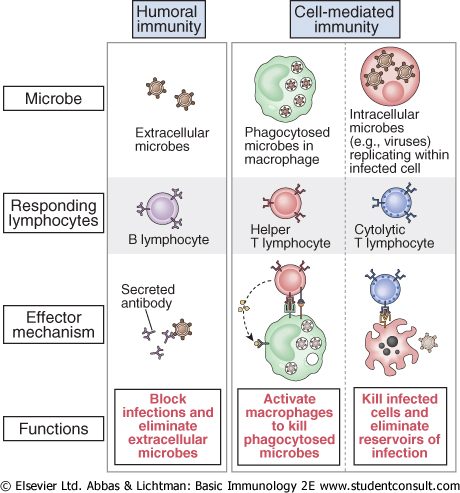 Humoral
immunity
Cell-mediated
immunity
Microbe
Extracellular
microbes
Phagocytosed
microbes in
macrophage
Intracellular
microbes
(e.g., viruses)
replicating within
infected cell
Responding
lymphocytes
B lymphocyte
Helper
T lymphocyte
Cytolytic
T lymphocyte
Effector
mechanism
Secreted
antibody
Functions
Block
infections and
eliminate
extracellular
microbes
Activate
macrophages
to kill
phagocytosed
microbes
Kill infected
cells and
eliminate
reservoirs of
infection
© Elsevier Ltd. Abbas & Lichtman: Basic Immunology 2E www.studentconsult.com